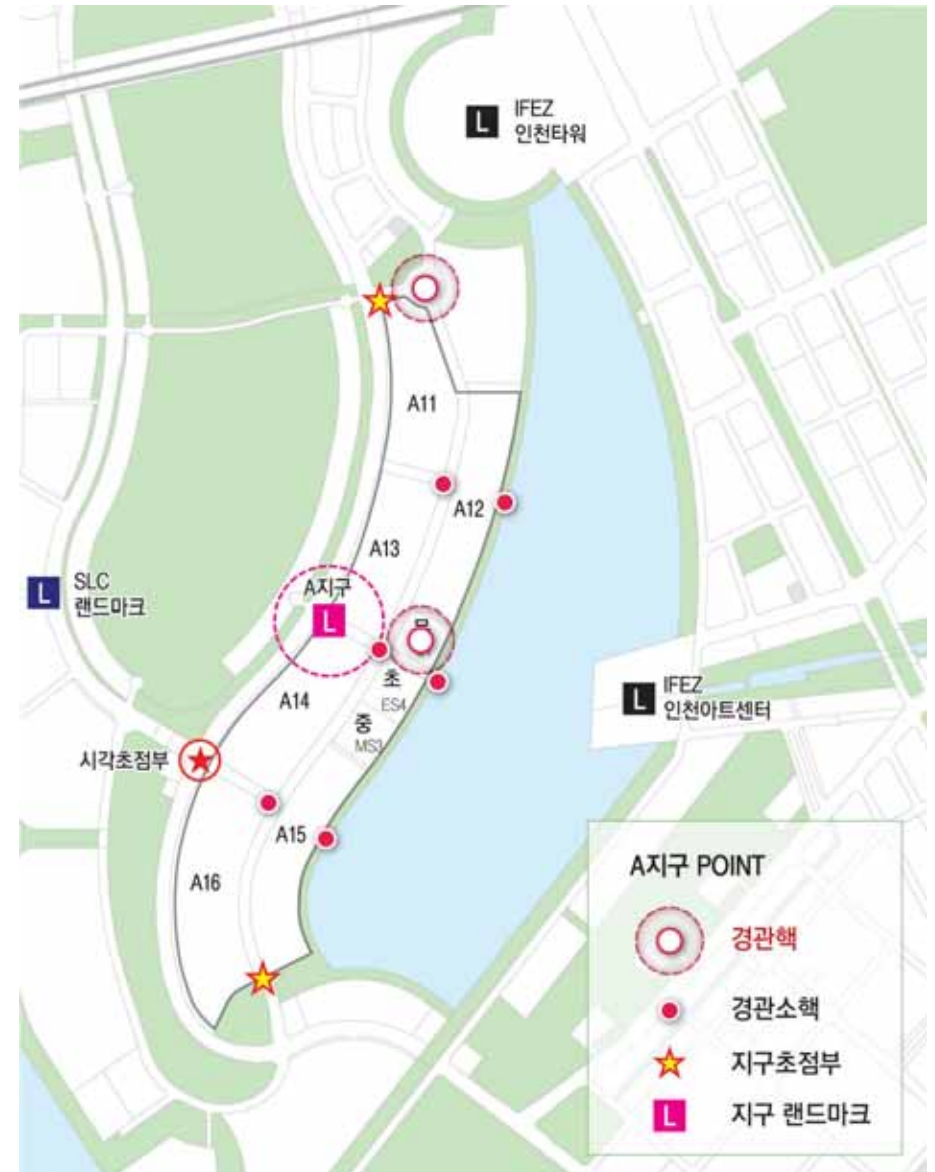 L
IFEZ
인천타워
A11
A12
A13
A지구
L
L
SLC
랜드마크
문
초
ES4
A14
중
MS3
L
IFEZ
인천아트센터
시각초점부
A15
A16
A지구 POINT
경관핵
경관소핵
지구초점부
L
지구 랜드마크